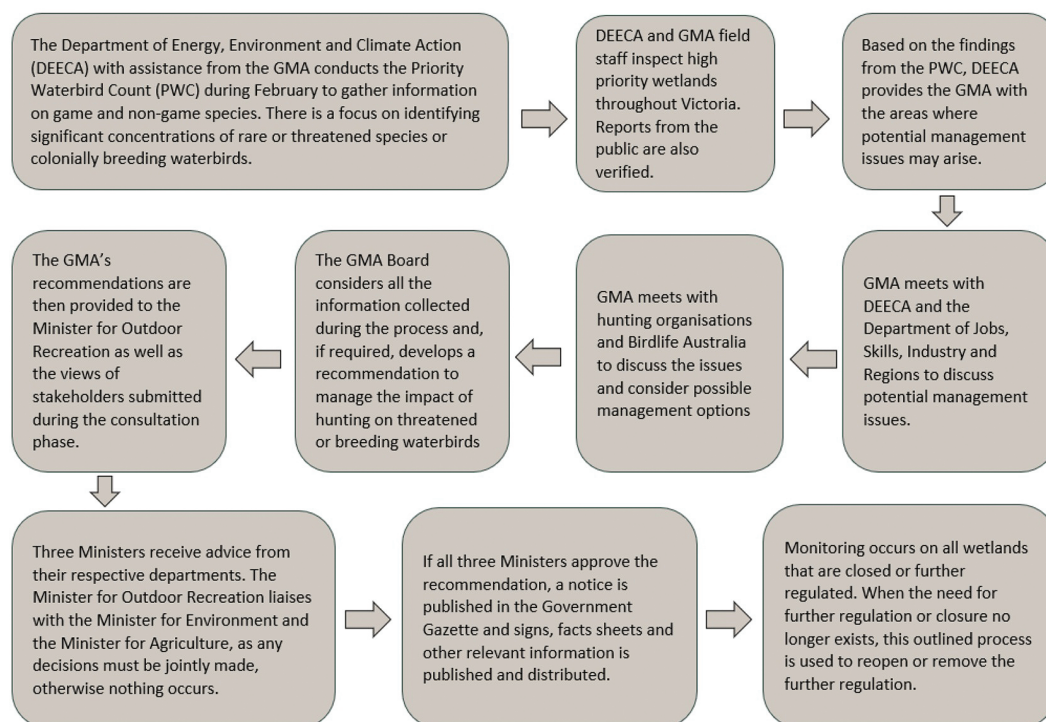 The Department of Energy, Environment and Climate Action
(DEECA) with assistance from the GMA conducts the Priority
Waterbird Count (PWC) during February to gather information
on game and non-game species. There is a focus on identifying
significant concentrations of rare or threatened species or
colonially breeding waterbirds.
DEECA and GMA field
staff inspect high
priority wetlands
throughout Victoria.
Reports from the
public are also
verified.
Based on the findings
from the PWC, DEECA
provides the GMA with
the areas where
potential management
issues may arise.
GMA meets with
DEECA and the
Department of Jobs,
Skills, Industry and
Regions to discuss
potential management
issues.
GMA meets with
hunting organisations
and Birdlife Australia
to discuss the issues
and consider possible
management options
The GMA Board
considers all the
information collected
during the process and,
if required, develops a
recommendation to
manage the impact of
hunting on threatened
or breeding waterbirds
The GMA's
recommendations are
then provided to the
Minister for Outdoor
Recreation as well as
the views of
stakeholders submitted
during the consultation
phase.
Three Ministers receive advice from
their respective departments. The
Minister for Outdoor Recreation liaises
with the Minister for Environment and
the Minister for Agriculture, as any
decisions must be jointly made,
otherwise nothing occurs.
If all three Ministers approve the
recommendation, a notice is
published in the Government
Gazette and signs, facts sheets and
other relevant information is
published and distributed.
Monitoring occurs on all wetlands
that are closed or further
regulated. When the need for
further regulation or closure no
longer exists, this outlined process
is used to reopen or remove the
further regulation.